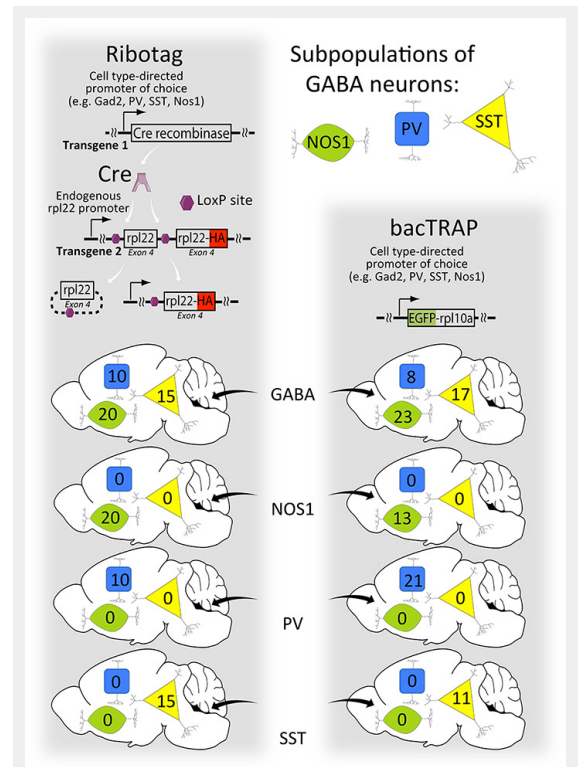 Ribotag
Cell type-directed
promoter of choice
(e.g. Gad2, PV, SST, Nos1)
Cre recombinase
Transgene 1
Cre
Endogenous
rpl22 promoter
LoxP site
Transgene 2
rpl22
rpl22-HA
Exon 4
Exon 4
rpl22
Exon 4
rpl22-HA
Exon 4
Subpopulations of
GABA neurons:
NOS1
PV
SST
bacTRAP
Cell type-directed
promoter of choice
(e.g. Gad2, PV, SST, Nos1)
EGFP-rpl10a
10
15
20
GABA
8
17
23
0
0
20
NOS1
0
0
13
10
0
0
PV
21
0
0
0
15
0
SST
0
11
0